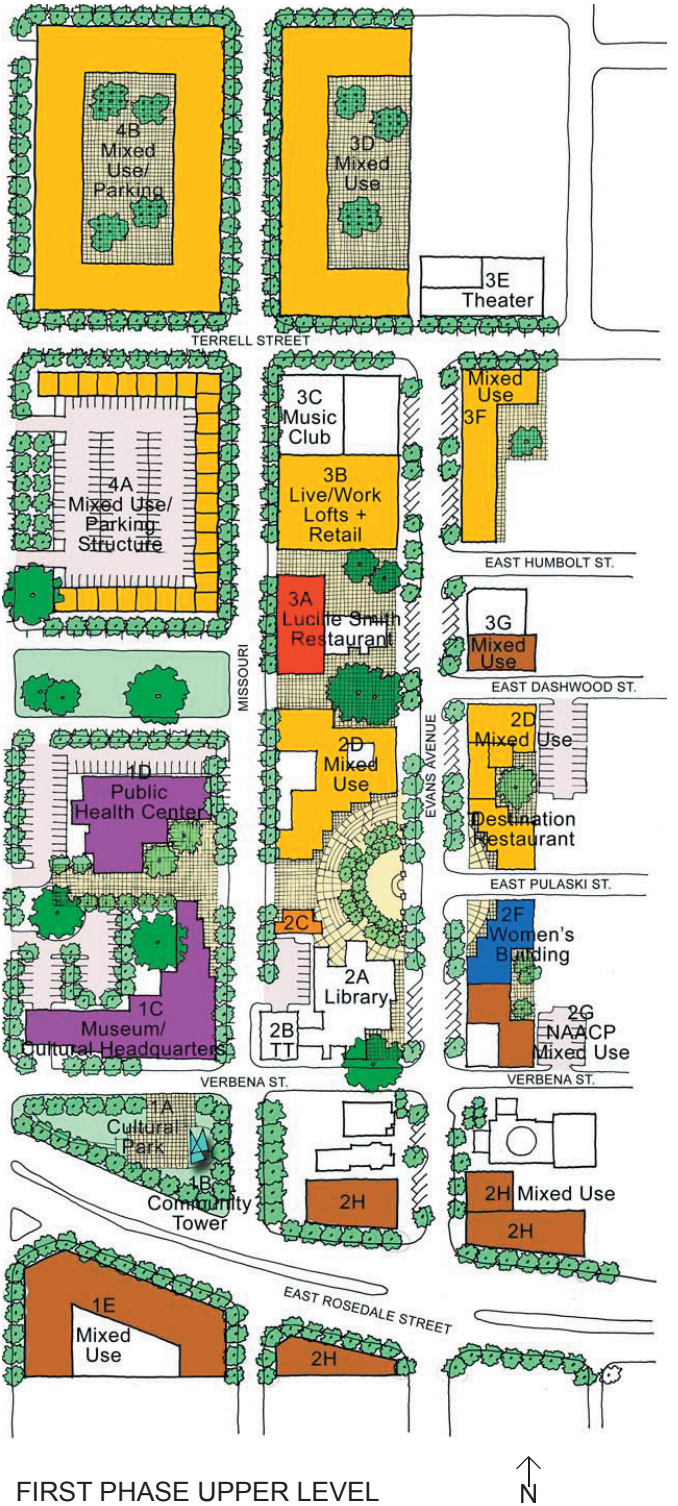 4B
Mixed
Use/
Parking
3D
Mixed
Use
3E
Theater
TERRELL STREET
3C
Music
Club
Mixed
Use
3F
3B
Live/Work
Lofts +
Retail
4A
Mixed Use/
Parking
Structure
EAST HUMBOLT ST.
3A
Lucille Smith
Restaurant
3G
Mixed
Use
MISSOURI
EAST DASHWOOD ST.
EVANS AVENUE
2D
Mixed
Use
2D
Mixed Use
1D
Public
Health Center
Destination
Restaurant
EAST PULASKI ST.
2C
2F
Women's
Building
2A
Library
1C
Museum/
Cultural Headquarters
2B
TT
2G
NAACP
Mixed Use
VERBENA ST.
VERBENA ST.
1A
Cultural
Park
1B
Community
Tower
2H
2H Mixed Use
2H
EAST ROSEDALE STREET
1E
Mixed
Use
2H
FIRST PHASE UPPER LEVEL
N